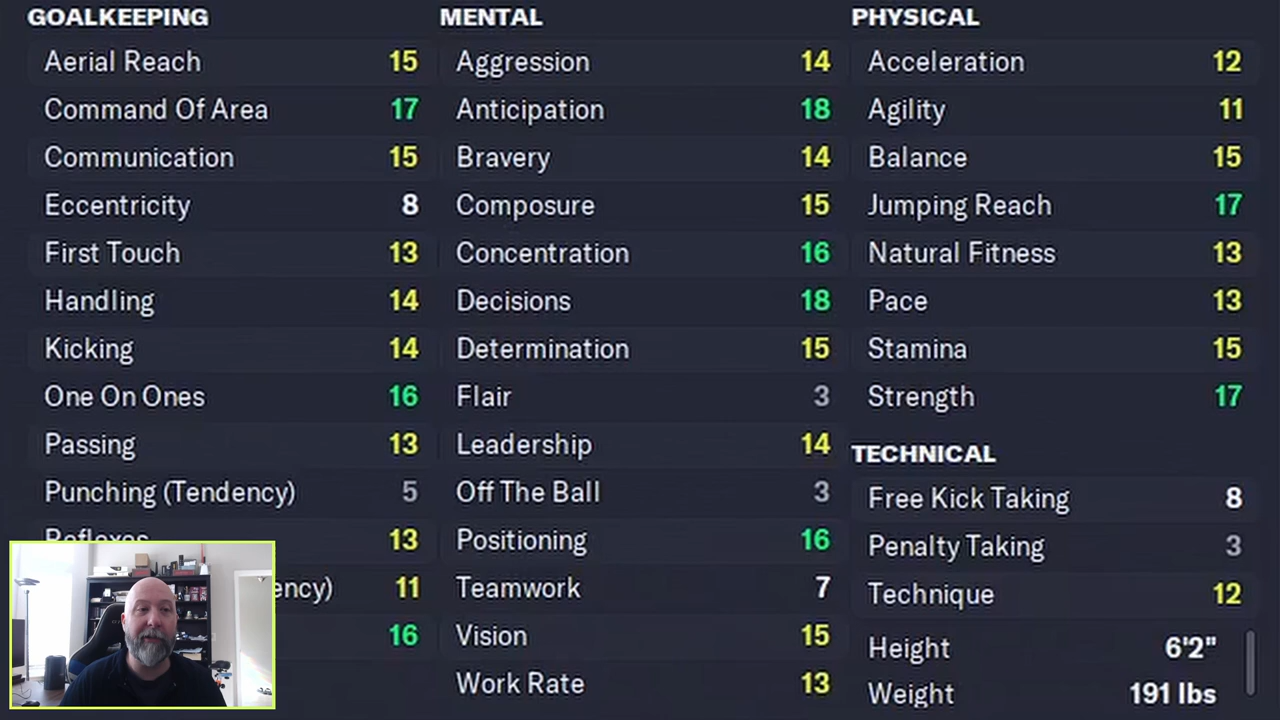 GOALKEEPING
Aerial Reach 15
Command Of Area 17
Communication 15
Eccentricity 8
First Touch 13
Handling 14
Kicking 14
One On Ones 16
Passing 13
Punching (Tendency) 5
Reflexes 13
ency) 11
16
MENTAL
Aggression 14
Anticipation 18
Bravery 14
Composure 15
Concentration 16
Decisions 18
Determination 15
Flair 3
Leadership 14
Off The Ball 3
Positioning 16
Teamwork 7
Vision 15
Work Rate 13
PHYSICAL
Acceleration 12
Agility 11
Balance 15
Jumping Reach 17
Natural Fitness 13
Pace 13
Stamina 15
Strength 17
TECHNICAL
Free Kick Taking 8
Penalty Taking 3
Technique 12
Height 6'2"
Weight 191 lbs